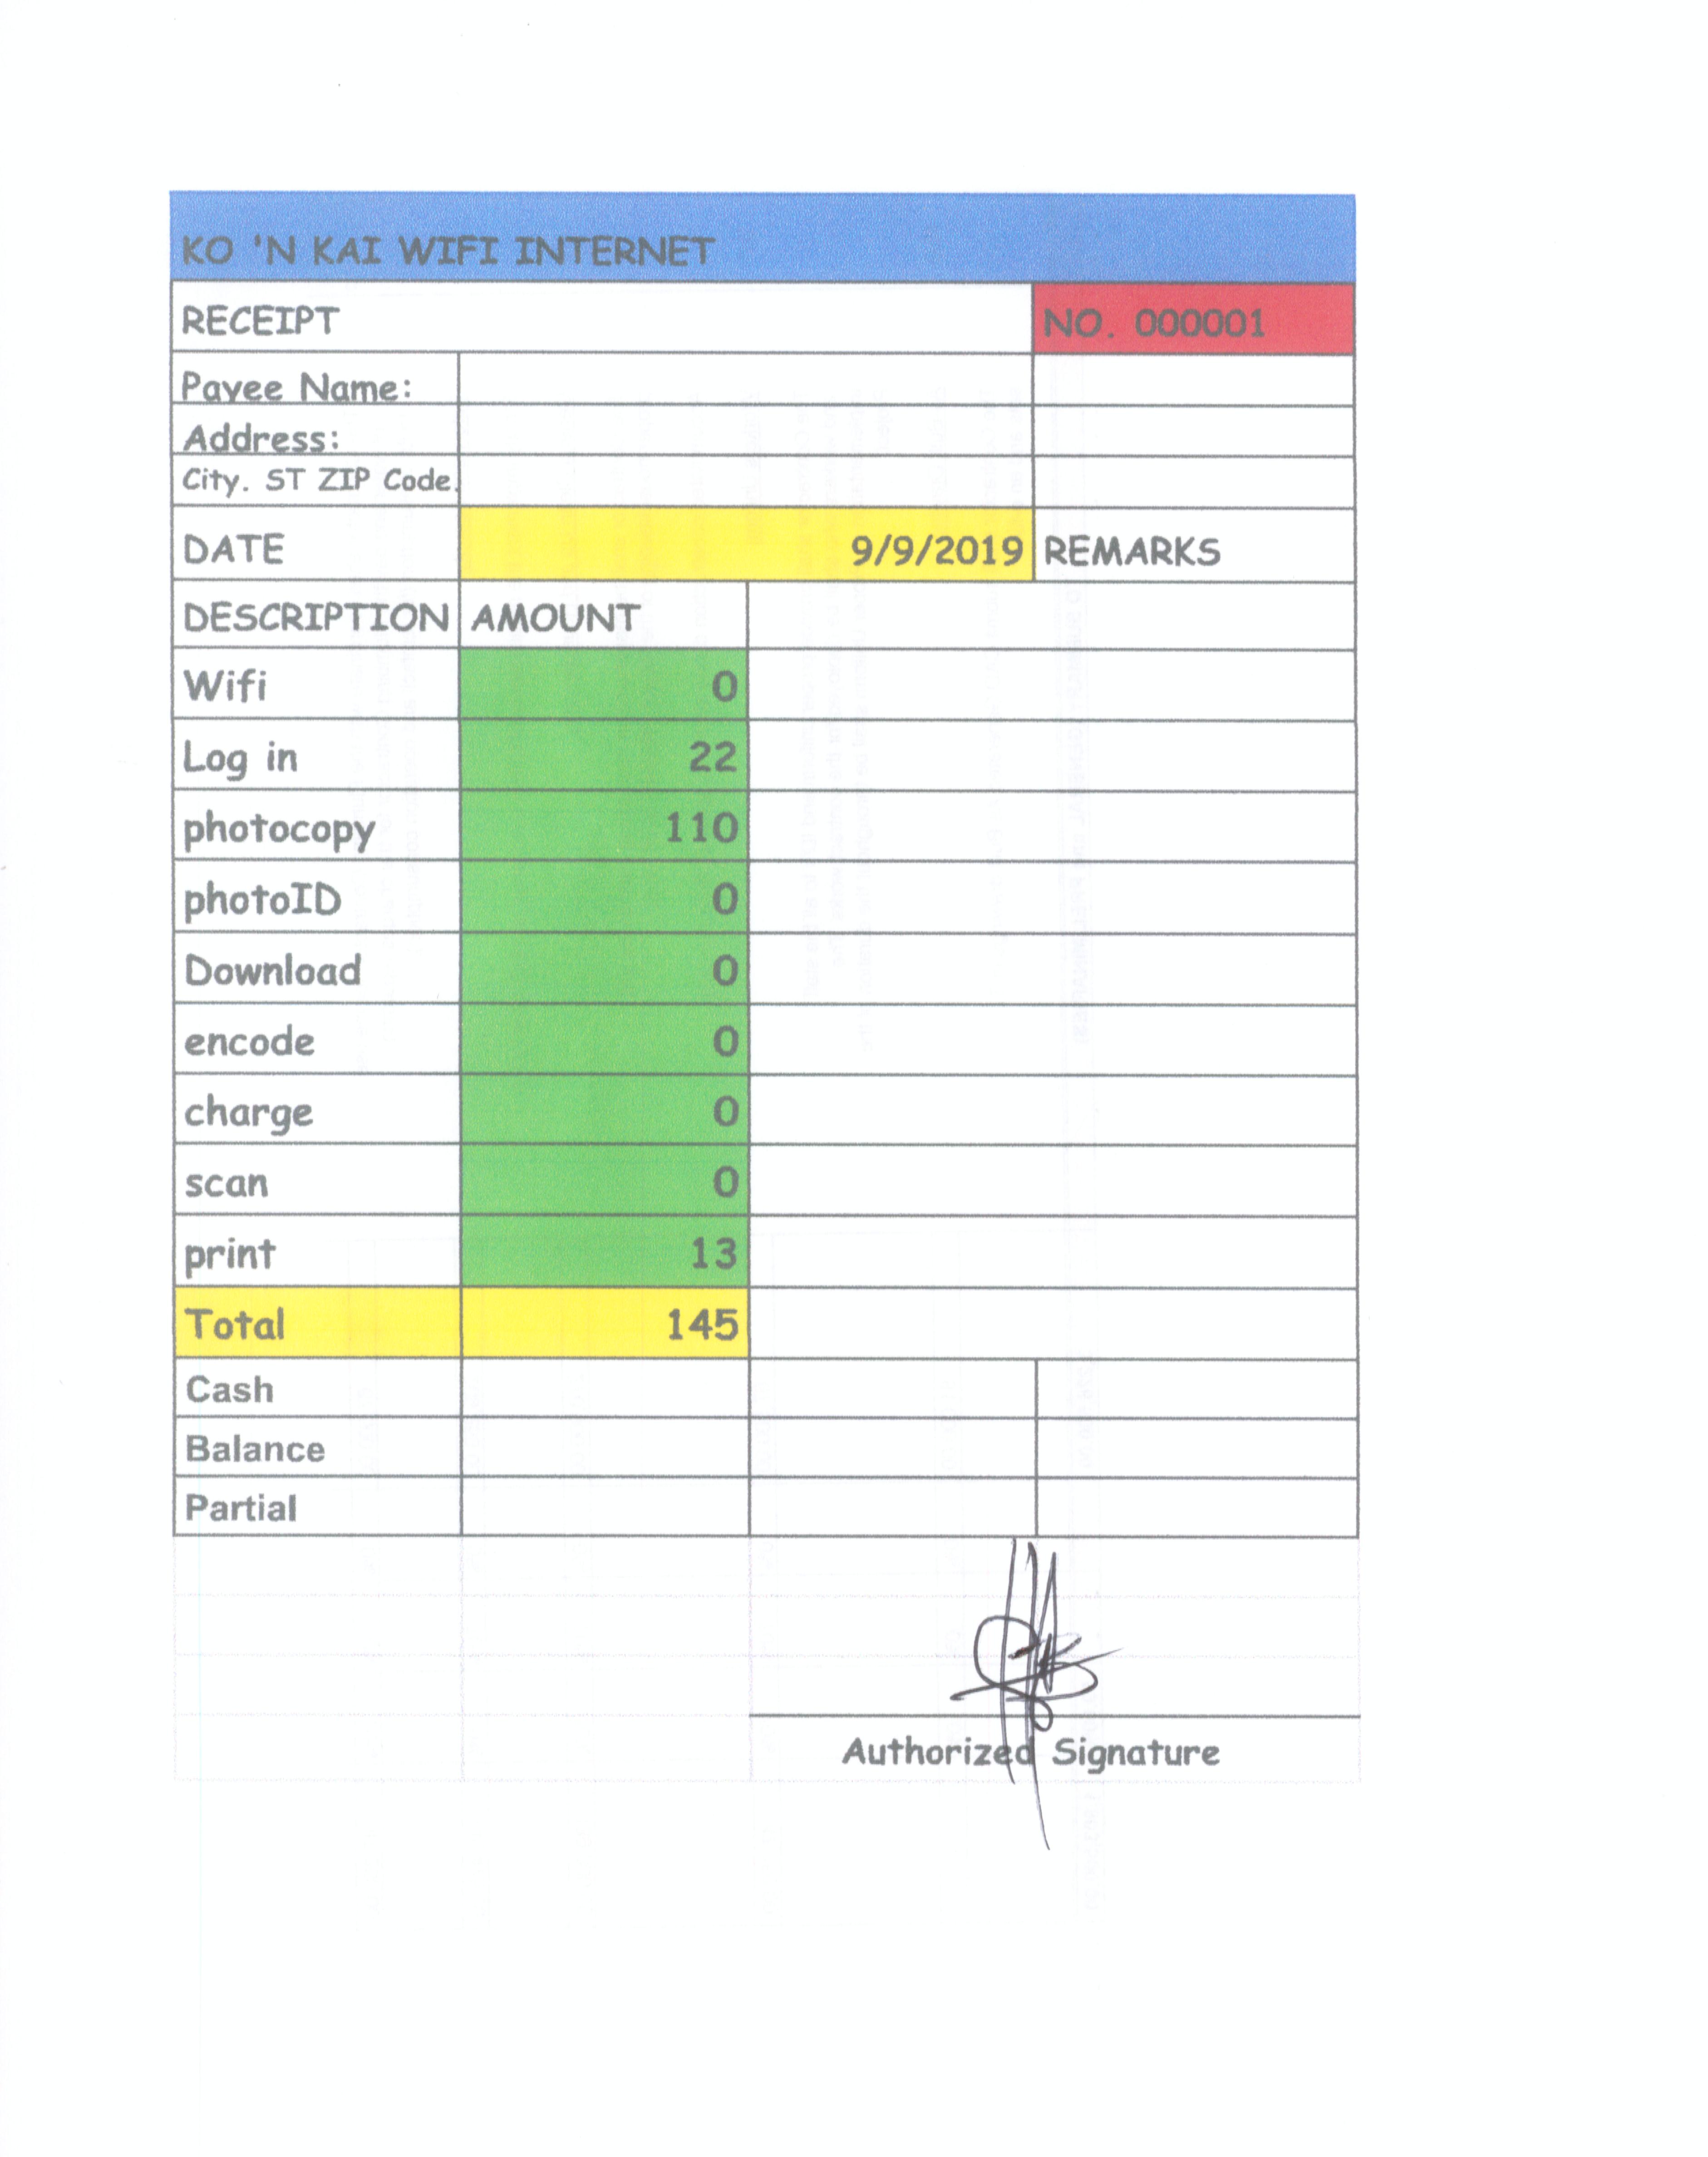 KO 'N KAI WIFI INTERNET
RECEIPT NO. 000001
Payee Name:
Address:
City. ST ZIP Code.
DATE 9/9/2019 REMARKS
DESCRIPTION AMOUNT
Wifi 0
Log in 22
photocopy 110
photoID 0
Download 0
encode 0
charge 0
scan 0
print 13
Total 145
Cash
Balance
Partial
Authorized Signature